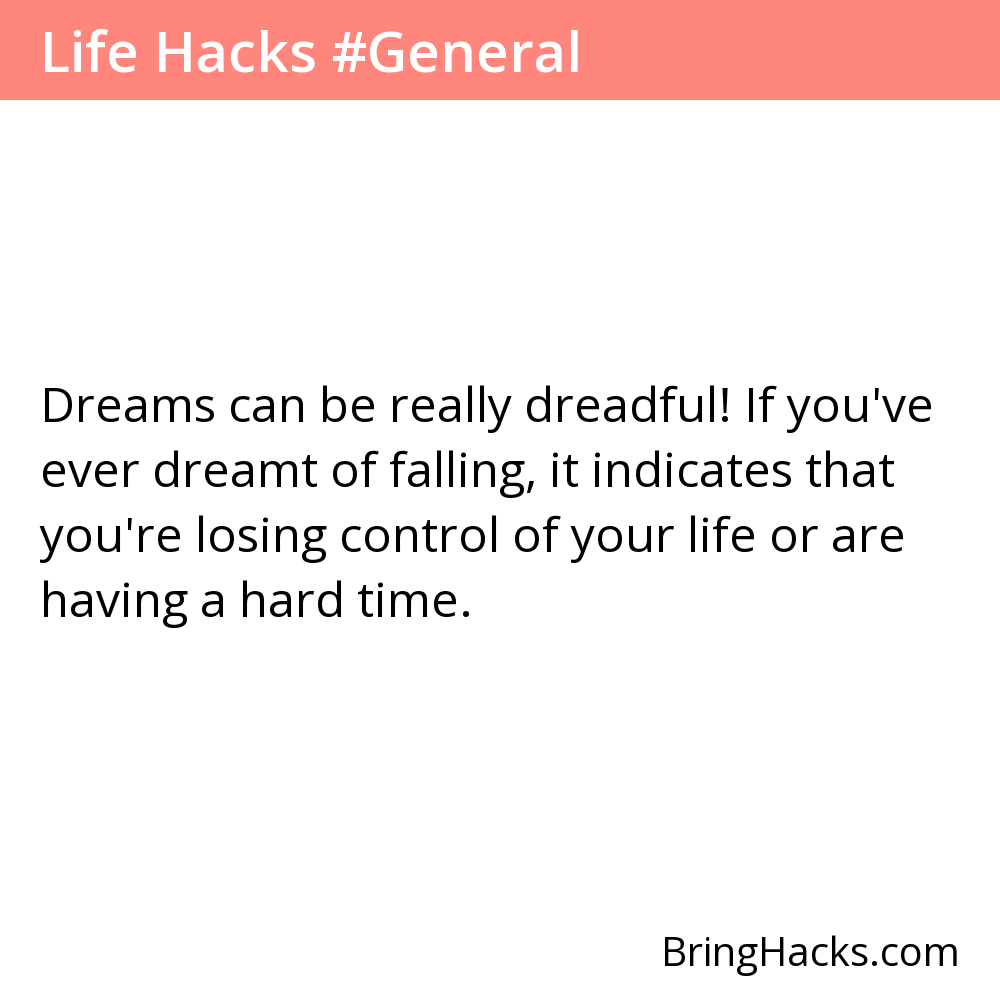 Life Hacks #General
Dreams can be really dreadful! If you've
ever dreamt of falling, it indicates that
you're losing control of your life or are
having a hard time.
BringHacks.com